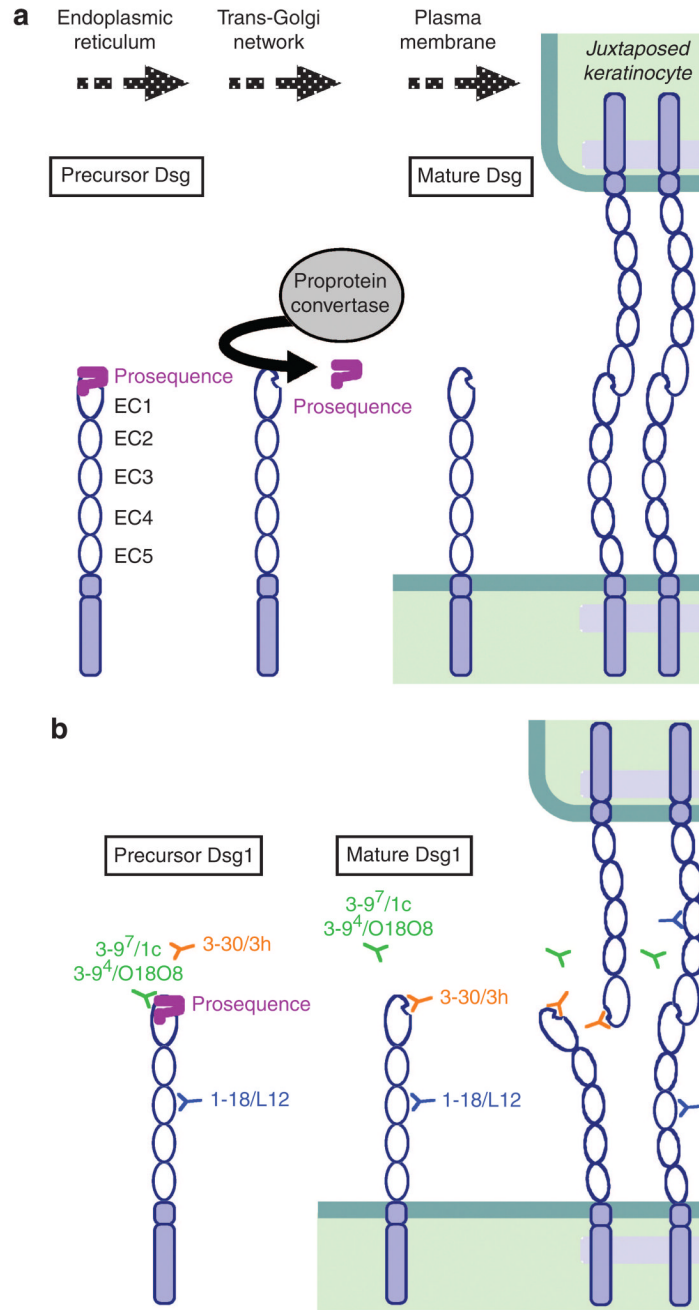 a
Endoplasmic
reticulum
Trans-Golgi
network
Plasma
membrane
Juxtaposed
keratinocyte
Precursor Dsg
Mature Dsg
Proprotein
convertase
Prosequence
Prosequence
EC1
EC2
EC3
EC4
EC5
b
Precursor Dsg1
Mature Dsg1
3-9⁷/1c
3-9⁴/O18O8
3-30/3h
Prosequence
1-18/L12
3-9⁷/1c
3-9⁴/O18O8
3-30/3h
1-18/L12